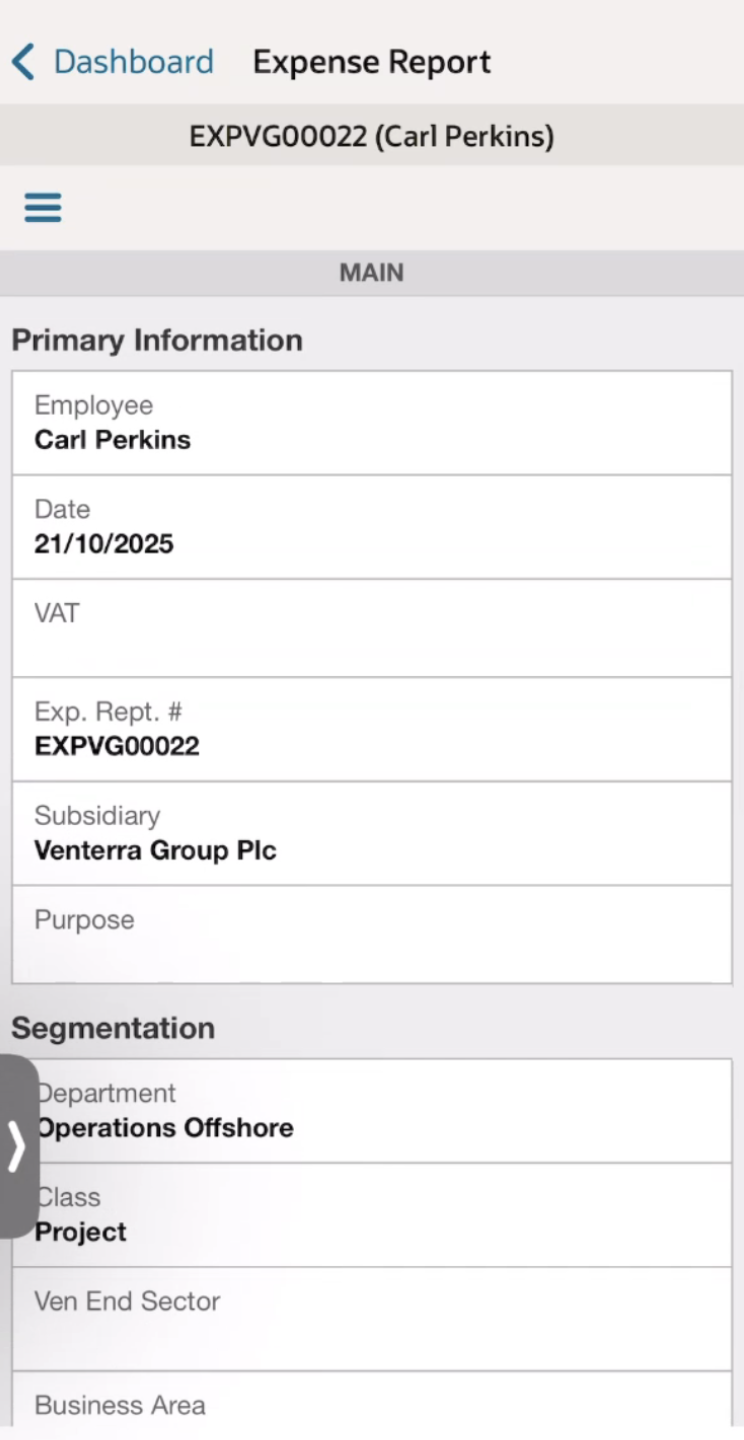 Dashboard Expense Report
EXPVG00022 (Carl Perkins)
MAIN
Primary Information
Employee
Carl Perkins
Date
21/10/2025
VAT
Exp. Rept. #
EXPVG00022
Subsidiary
Venterra Group Plc
Purpose
Segmentation
Department
Operations Offshore
Class
Project
Ven End Sector
Business Area